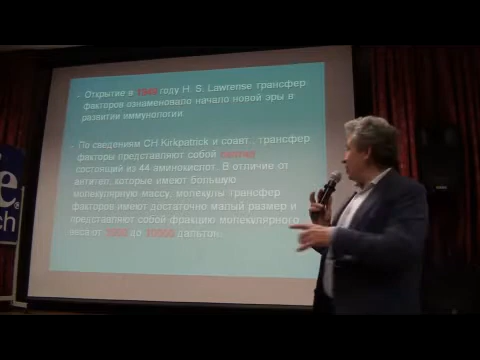 – Открытие в 1949 году H. S. Lawrense трансфер
факторов ознаменовало начало новой эры в
развитии иммунологии.
– По сведениям CH Kirkpatrick и соавт., трансфер
факторы представляют собой
состоящий из 44 аминокислот. В отличие от
антител, которые имеют большую
молекулярную массу, молекулы трансфер
факторов имеют достаточно малый размер и
представляют собой фракцию молекулярного
веса от до дальтон.
e
®
ch